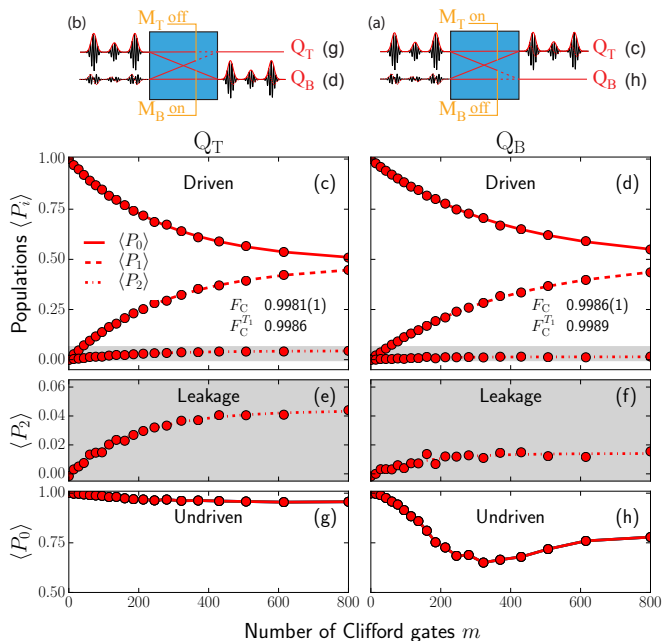 (b)
M_T off
Q_T (g)
Q_B (d)
M_B on
(a)
M_T on
Q_T (c)
Q_B (h)
M_B off
Q_T
Q_B
Populations ⟨P_i⟩
1.00
0.75
0.50
0.25
0.00
Driven
(c)
⟨P_0⟩
⟨P_1⟩
⟨P_2⟩
F_C 0.9981(1)
F_C^{T_1} 0.9986
Driven
(d)
F_C 0.9986(1)
F_C^{T_1} 0.9989
⟨P_2⟩
0.06
0.04
0.02
0.00
Leakage
(e)
Leakage
(f)
⟨P_0⟩
1.00
0.50
Undriven
(g)
Undriven
(h)
0 200 400 600 800
0 200 400 600 800
Number of Clifford gates m